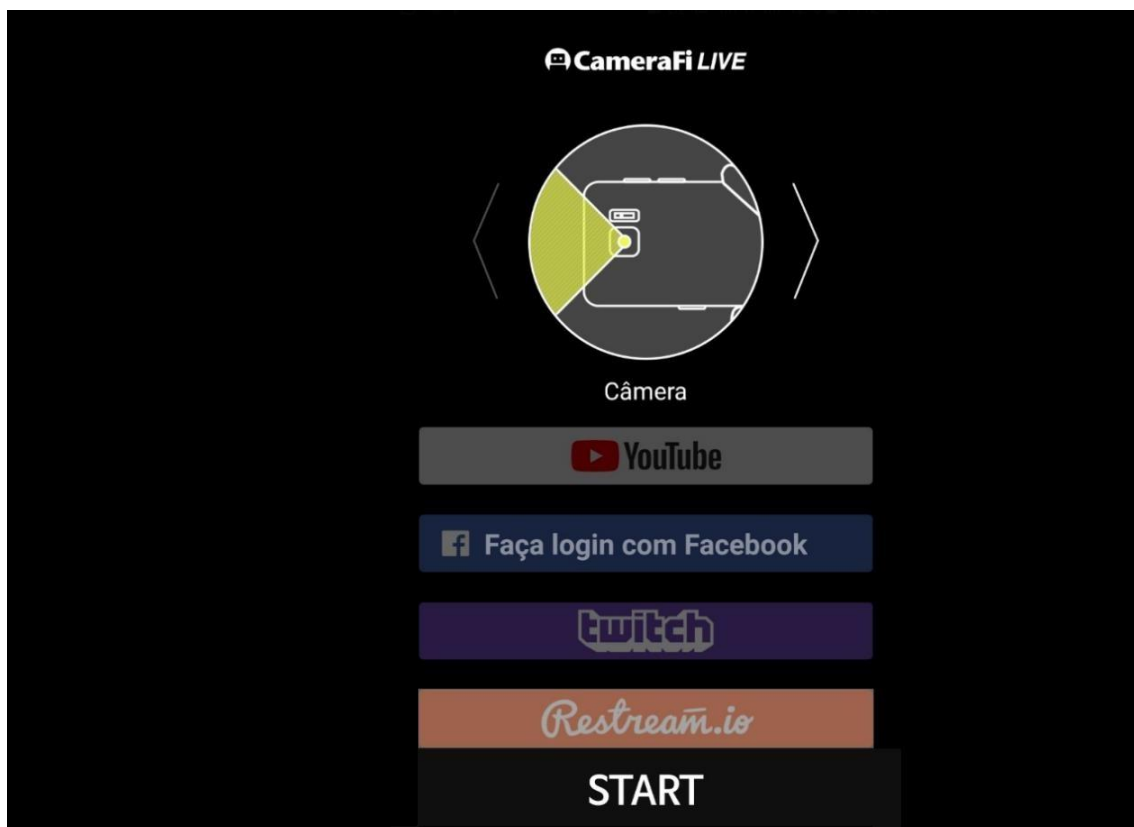 CameraFi LIVE
Câmera
YouTube
Faça login com Facebook
twitch
Restream.io
START